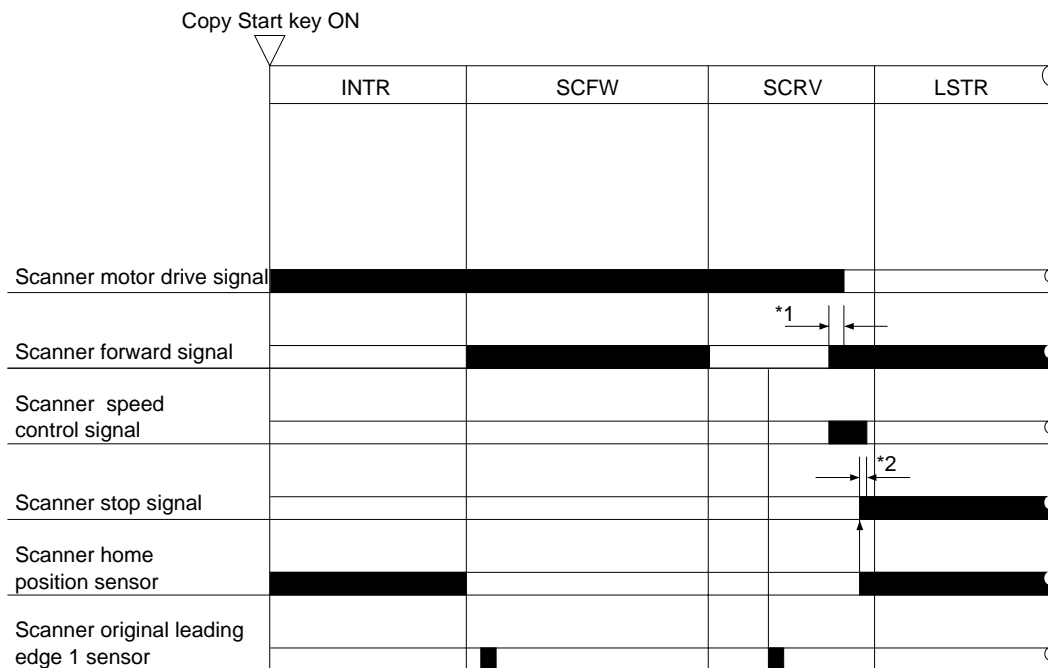 Copy Start key ON
INTR SCFW SCRV LSTR
Scanner motor drive signal
*1
Scanner forward signal
Scanner speed
control signal
*2
Scanner stop signal
Scanner home
position sensor
Scanner original leading
edge 1 sensor